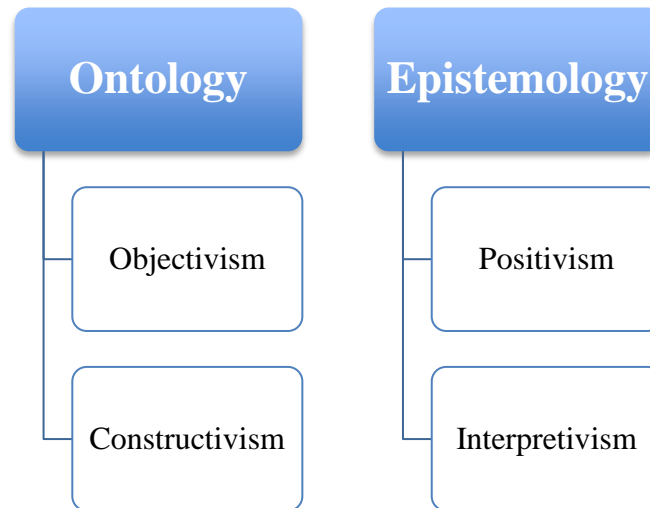 Ontology
Objectivism
Constructivism
Epistemology
Positivism
Interpretivism